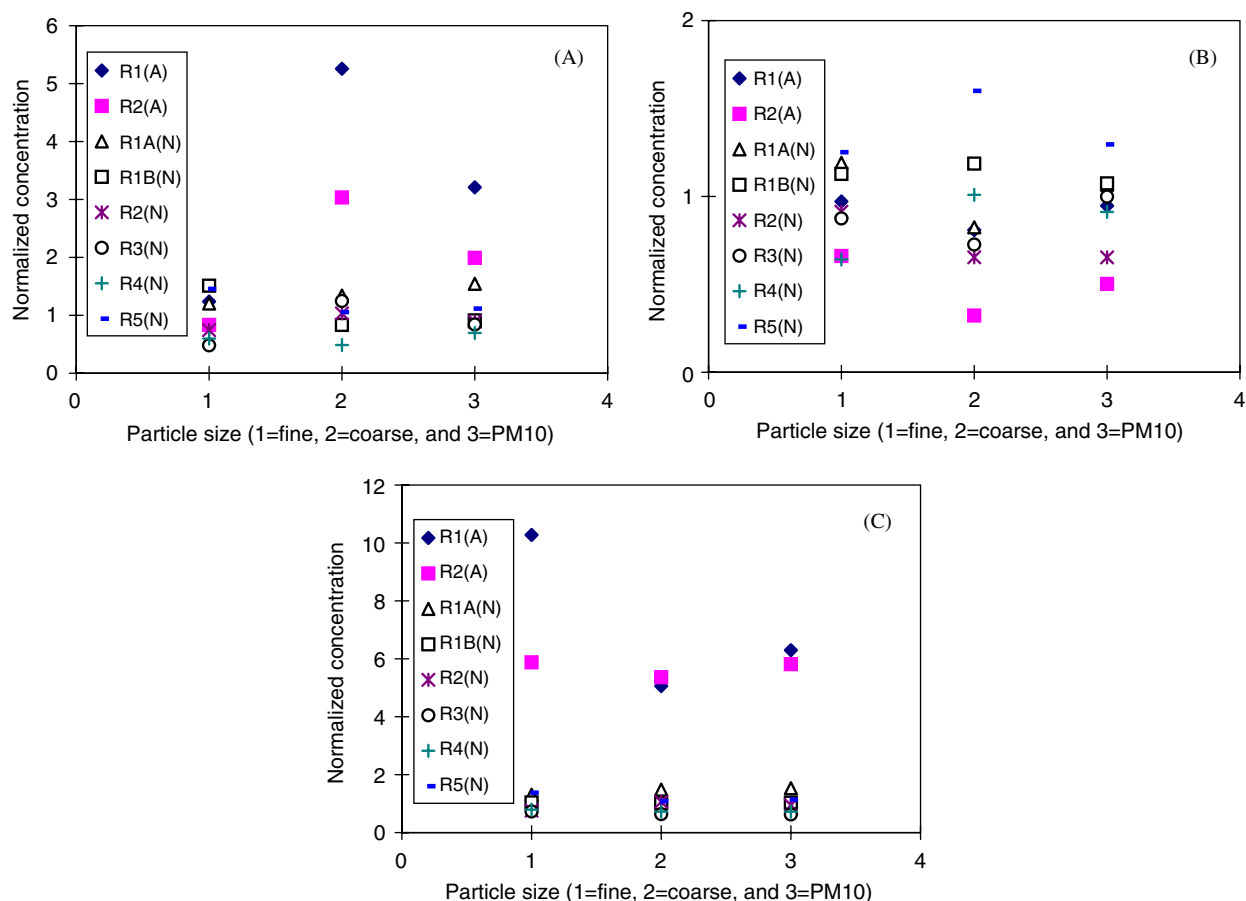 (A)
Normalized concentration
6
5
4
3
2
1
0
R1(A)
R2(A)
R1A(N)
R1B(N)
R2(N)
R3(N)
R4(N)
R5(N)
0 1 2 3 4
Particle size (1=fine, 2=coarse, and 3=PM10)
(B)
Normalized concentration
2
1
0
R1(A)
R2(A)
R1A(N)
R1B(N)
R2(N)
R3(N)
R4(N)
R5(N)
0 1 2 3 4
Particle size (1=fine, 2=coarse, and 3=PM10)
(C)
Normalized concentration
12
10
8
6
4
2
0
R1(A)
R2(A)
R1A(N)
R1B(N)
R2(N)
R3(N)
R4(N)
R5(N)
0 1 2 3 4
Particle size (1=fine, 2=coarse, and 3=PM10)